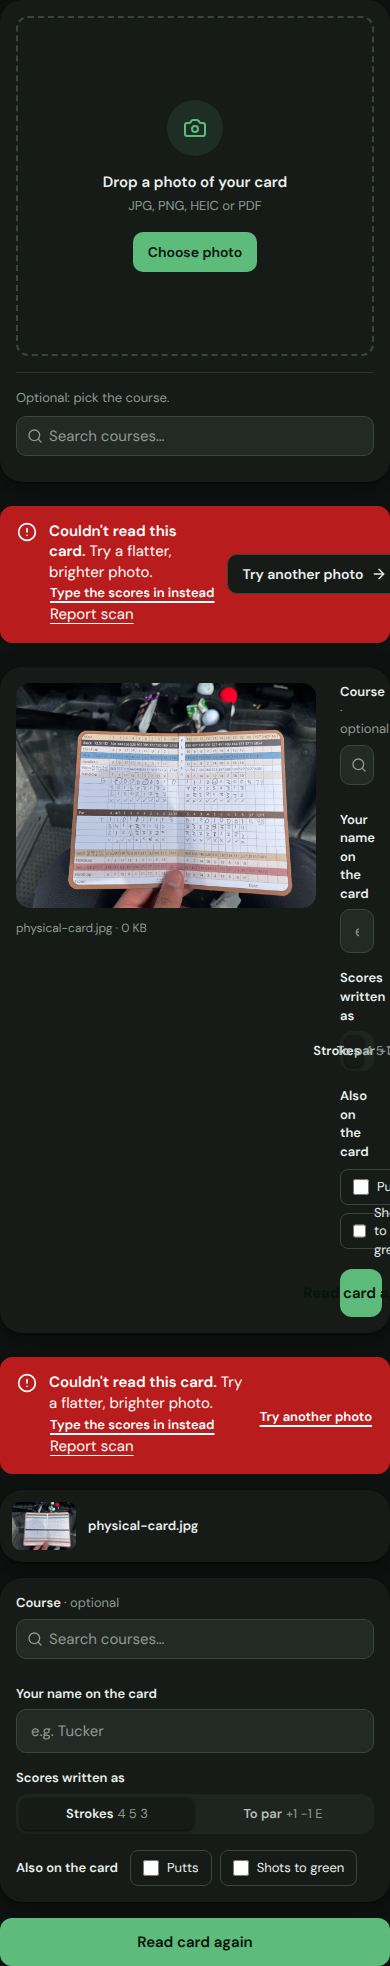 Drop a photo of your card
JPG, PNG, HEIC or PDF
Choose photo
Optional: pick the course.
Search courses...
Couldn't read this
card. Try a flatter,
brighter photo.
Type the scores in instead
Report scan
Try another photo →
Course
·
optional
physical-card.jpg · 0 KB
Your
name
on
the
card
Scores
written
as
Strokes
Also
on
the
card
to
card
Couldn't read this card. Try
a flatter, brighter photo.
Type the scores in instead
Report scan
Try another photo
physical-card.jpg
Course · optional
Search courses...
Your name on the card
e.g. Tucker
Scores written as
Strokes 4 5 3
To par +1 -1 E
Also on the card
Putts
Shots to green
Read card again